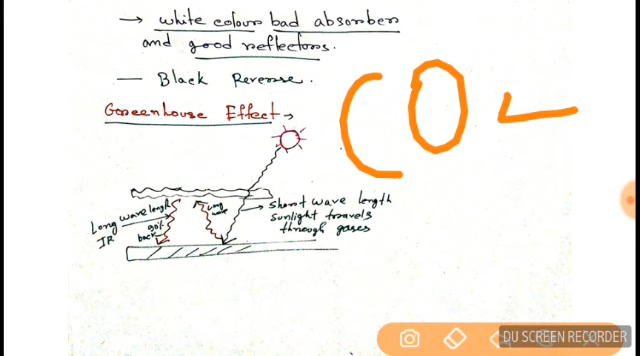 → white colour bad absorbers
and good reflectors.
— Black Reverse.
Greenhouse Effect →
CO
Long wave length
IR
got
back
Long
wave
→ short wave length
sunlight travels
through gases
DU SCREEN RECORDER